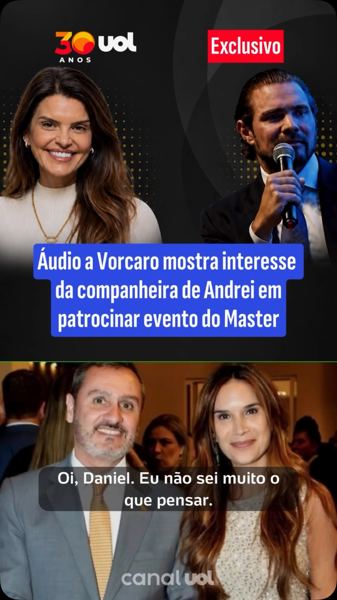 30 UOL
ANOS
Exclusivo
Áudio a Vorcaro mostra interesse
da companheira de Andrei em
patrocinar evento do Master
Oi, Daniel. Eu não sei muito o
que pensar.
canal uol